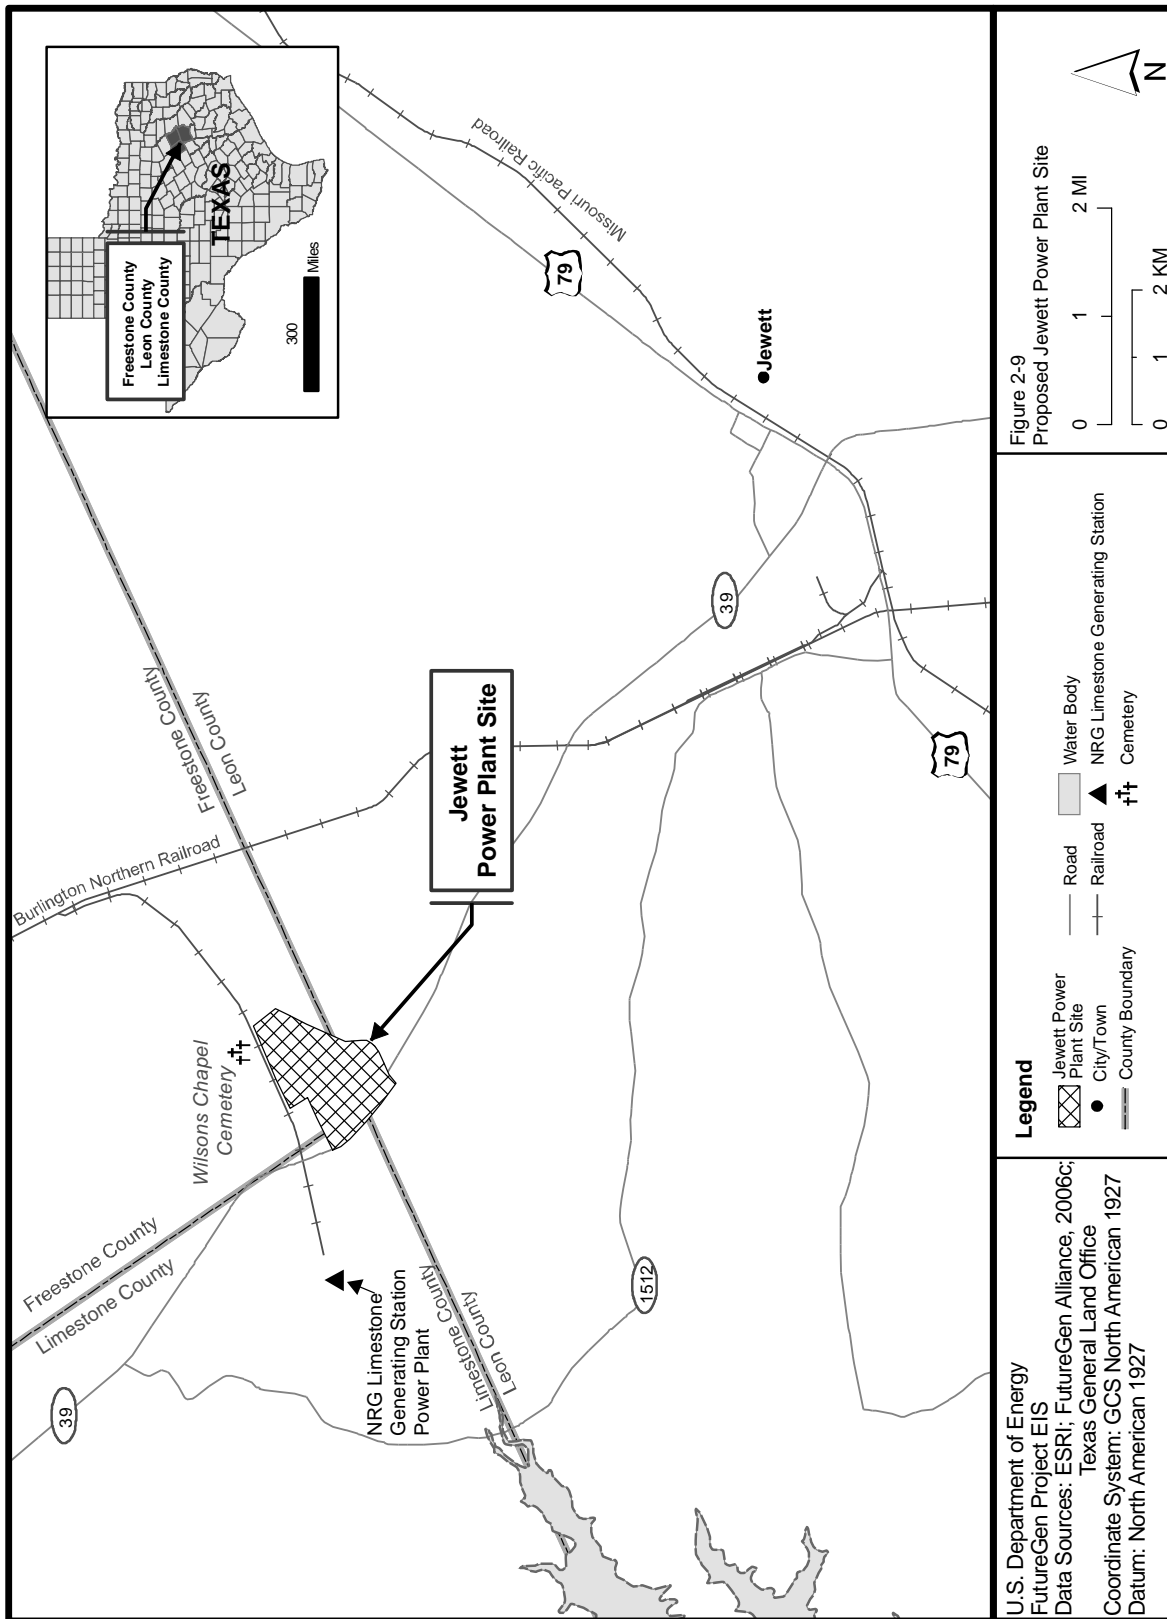 Freestone County
Leon County
Limestone County
TEXAS
300
Miles
Missouri Pacific Railroad
79
Jewett
39
Freestone County
Leon County
Burlington Northern Railroad
Jewett
Power Plant Site
79
Wilsons Chapel
Cemetery
Freestone County
Limestone County
39
NRG Limestone
Generating Station
Power Plant
Limestone County
Leon County
1512
U.S. Department of Energy
FutureGen Project EIS
Data Sources: ESRI; FutureGen Alliance, 2006c;
Texas General Land Office
Coordinate System: GCS North American 1927
Datum: North American 1927
Legend
Jewett Power
Plant Site
City/Town
County Boundary
Road
Railroad
Water Body
NRG Limestone Generating Station
Cemetery
Figure 2-9
Proposed Jewett Power Plant Site
0 1 2 MI
0 1 2 KM
N